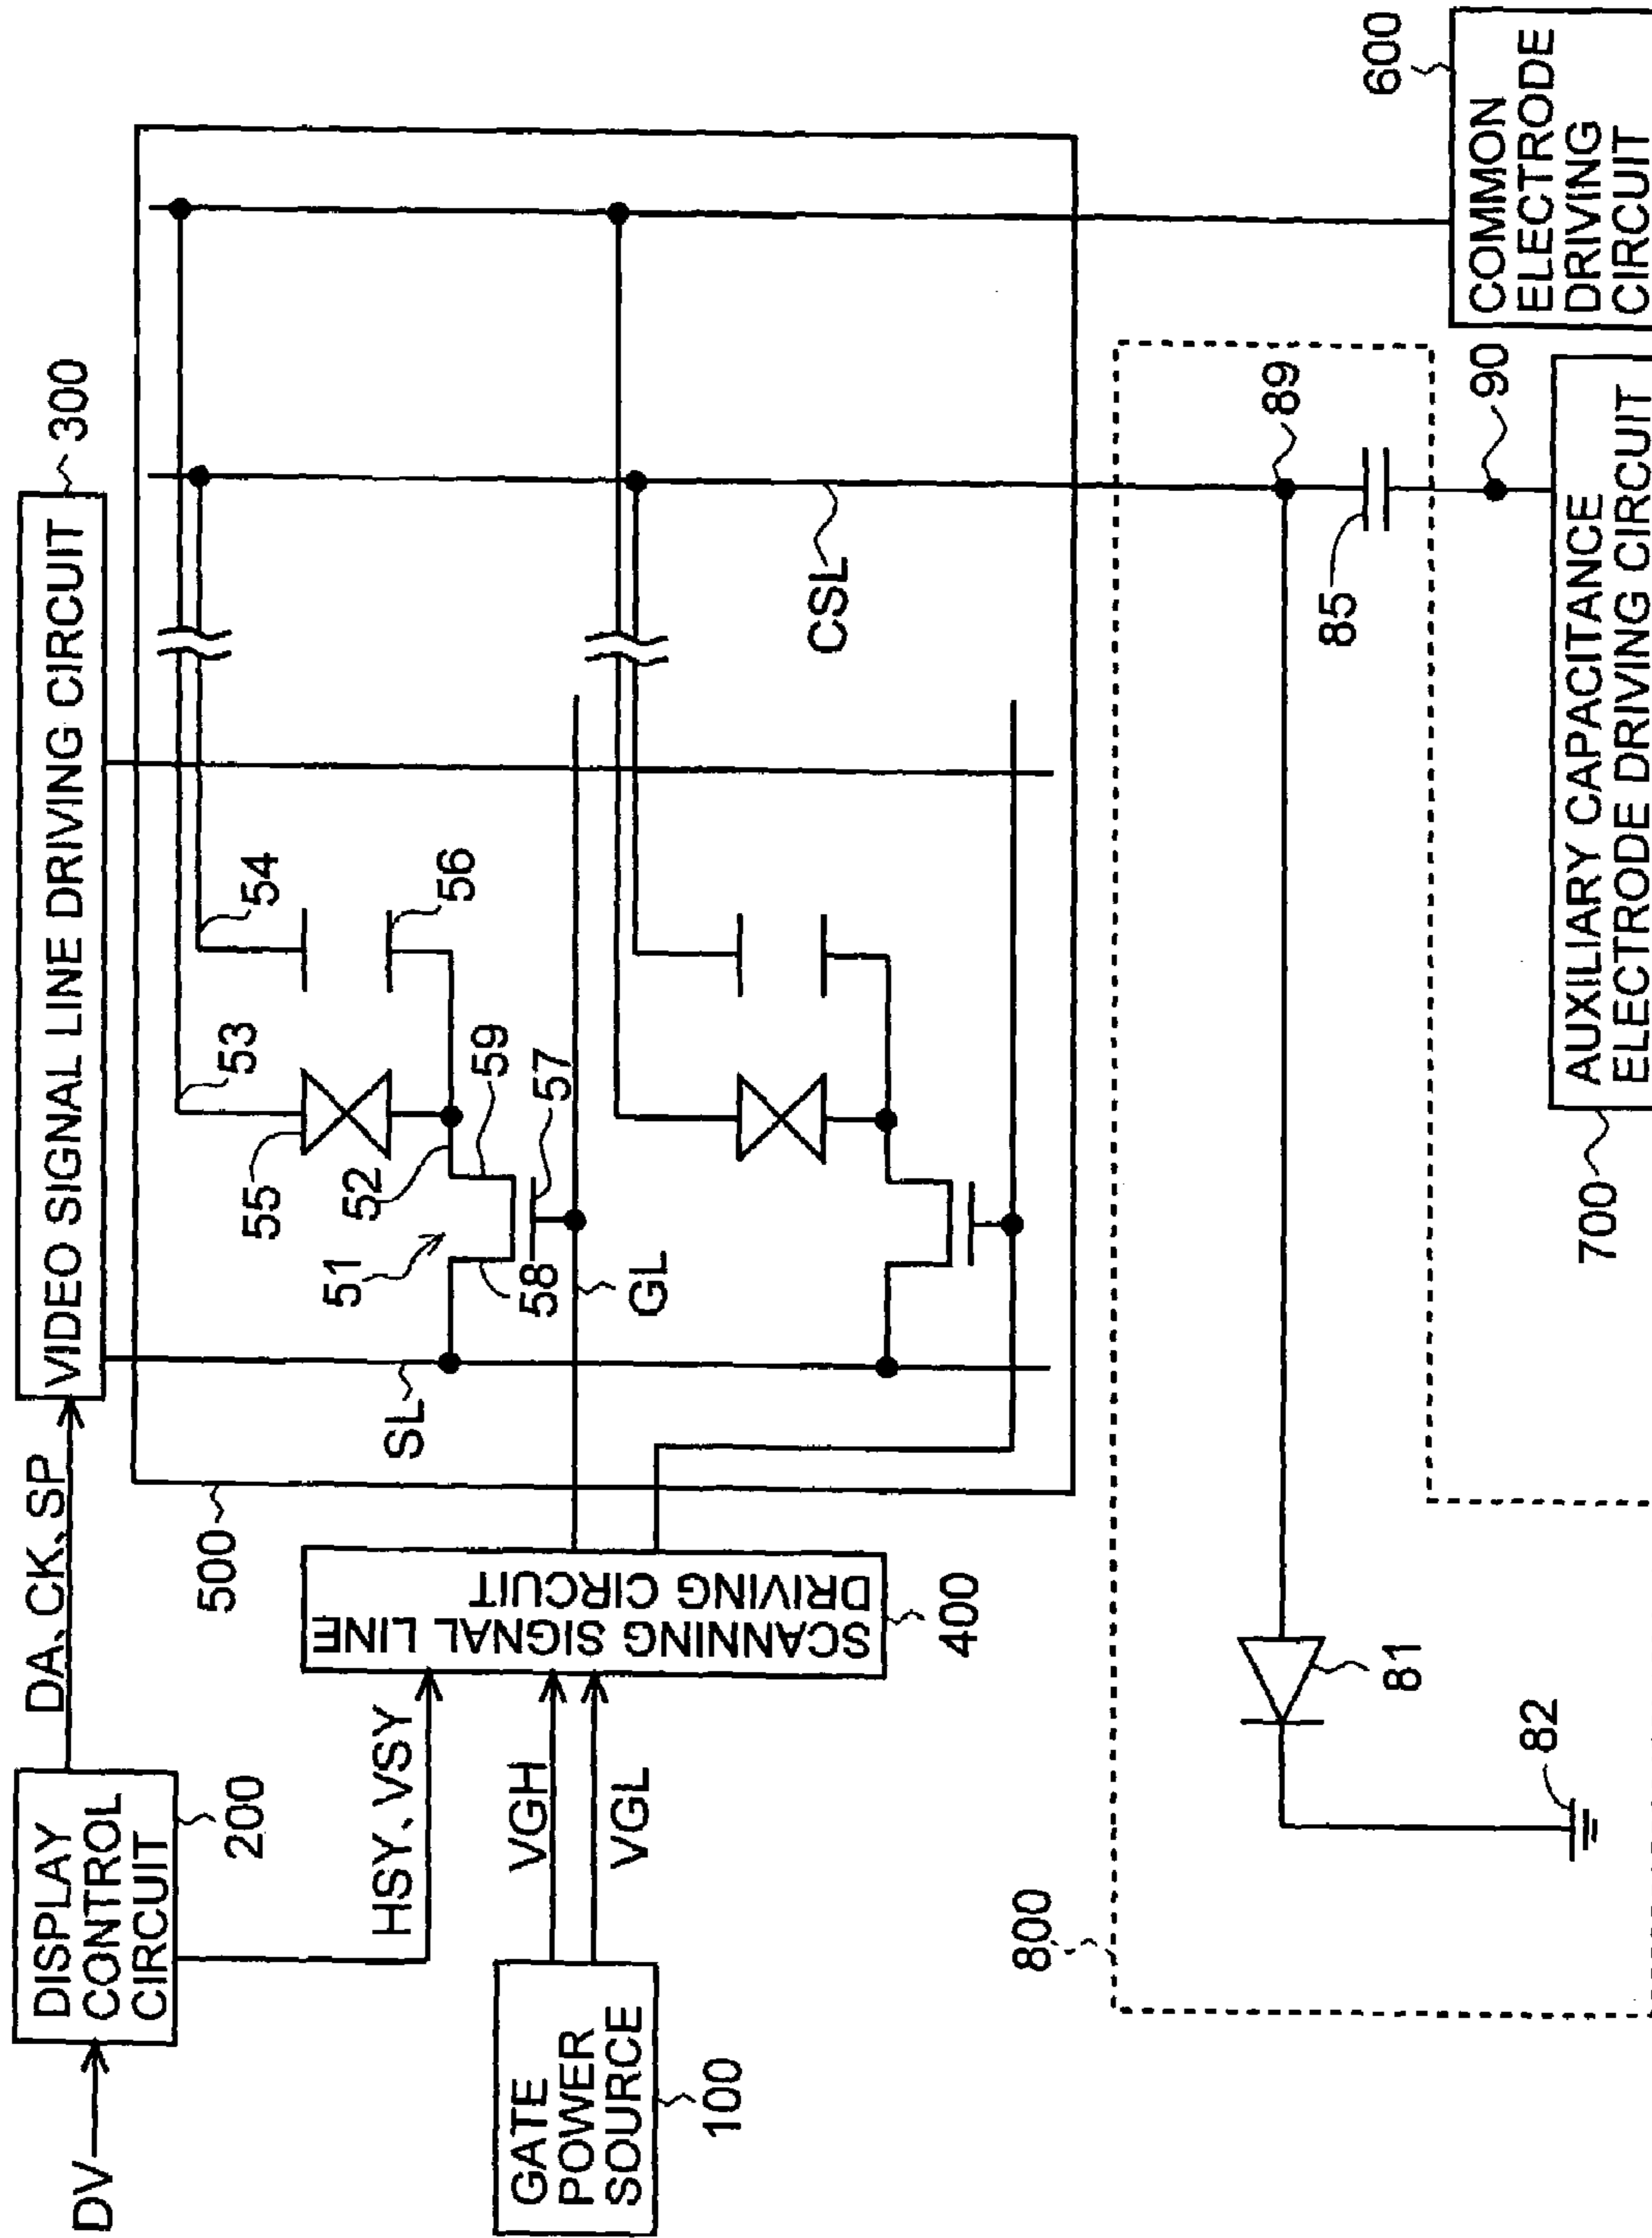 DV
DISPLAY
CONTROL
CIRCUIT
200
DA、CK、SP
VIDEO SIGNAL LINE DRIVING CIRCUIT
300
HSY、VSY
GATE
POWER
SOURCE
100
VGH
VGL
SCANNING SIGNAL LINE
DRIVING CIRCUIT
400
500
SL
GL
51
52
53
54
55
56
57
58
59
CSL
800
81
82
85
89
90
600
COMMON
ELECTRODE
DRIVING
CIRCUIT
700
AUXILIARY CAPACITANCE
ELECTRODE DRIVING CIRCUIT